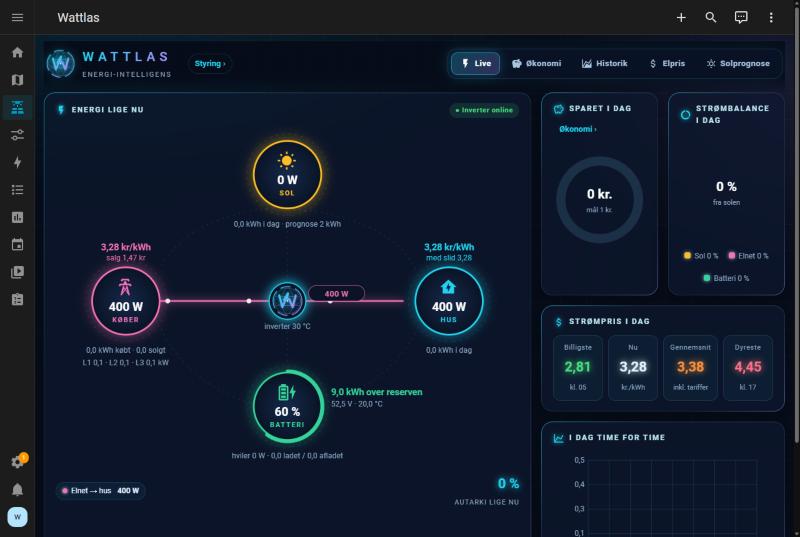 Wattlas
WATTLAS
ENERGI-INTELLIGENS
Styring ›
Live
Økonomi
Historik
Elpris
Solprognose
ENERGI LIGE NU
Inverter online
0 W
SOL
0,0 kWh i dag · prognose 2 kWh
3,28 kr/kWh
salg 1,47 kr
400 W
KØBER
0,0 kWh købt · 0,0 solgt
L1 0,1 · L2 0,1 · L3 0,1 kW
400 W
inverter 30 °C
3,28 kr/kWh
med slid 3,28
400 W
HUS
0,0 kWh i dag
60 %
BATTERI
9,0 kWh over reserven
52,5 V · 20,0 °C
hviler 0 W · 0,0 ladet / 0,0 afladet
Elnet → hus 400 W
0 %
AUTARKI LIGE NU
SPARET I DAG
Økonomi ›
0 kr.
mål 1 kr.
STRØMBALANCE
I DAG
0 %
fra solen
Sol 0 %
Elnet 0 %
Batteri 0 %
STRØMPRIS I DAG
Billigste
2,81
kl. 05
Nu
3,28
kr./kWh
Gennemsnit
3,38
inkl. tariffer
Dyreste
4,45
kl. 17
I DAG TIME FOR TIME
0,5
0,4
0,3
0,1
1
W